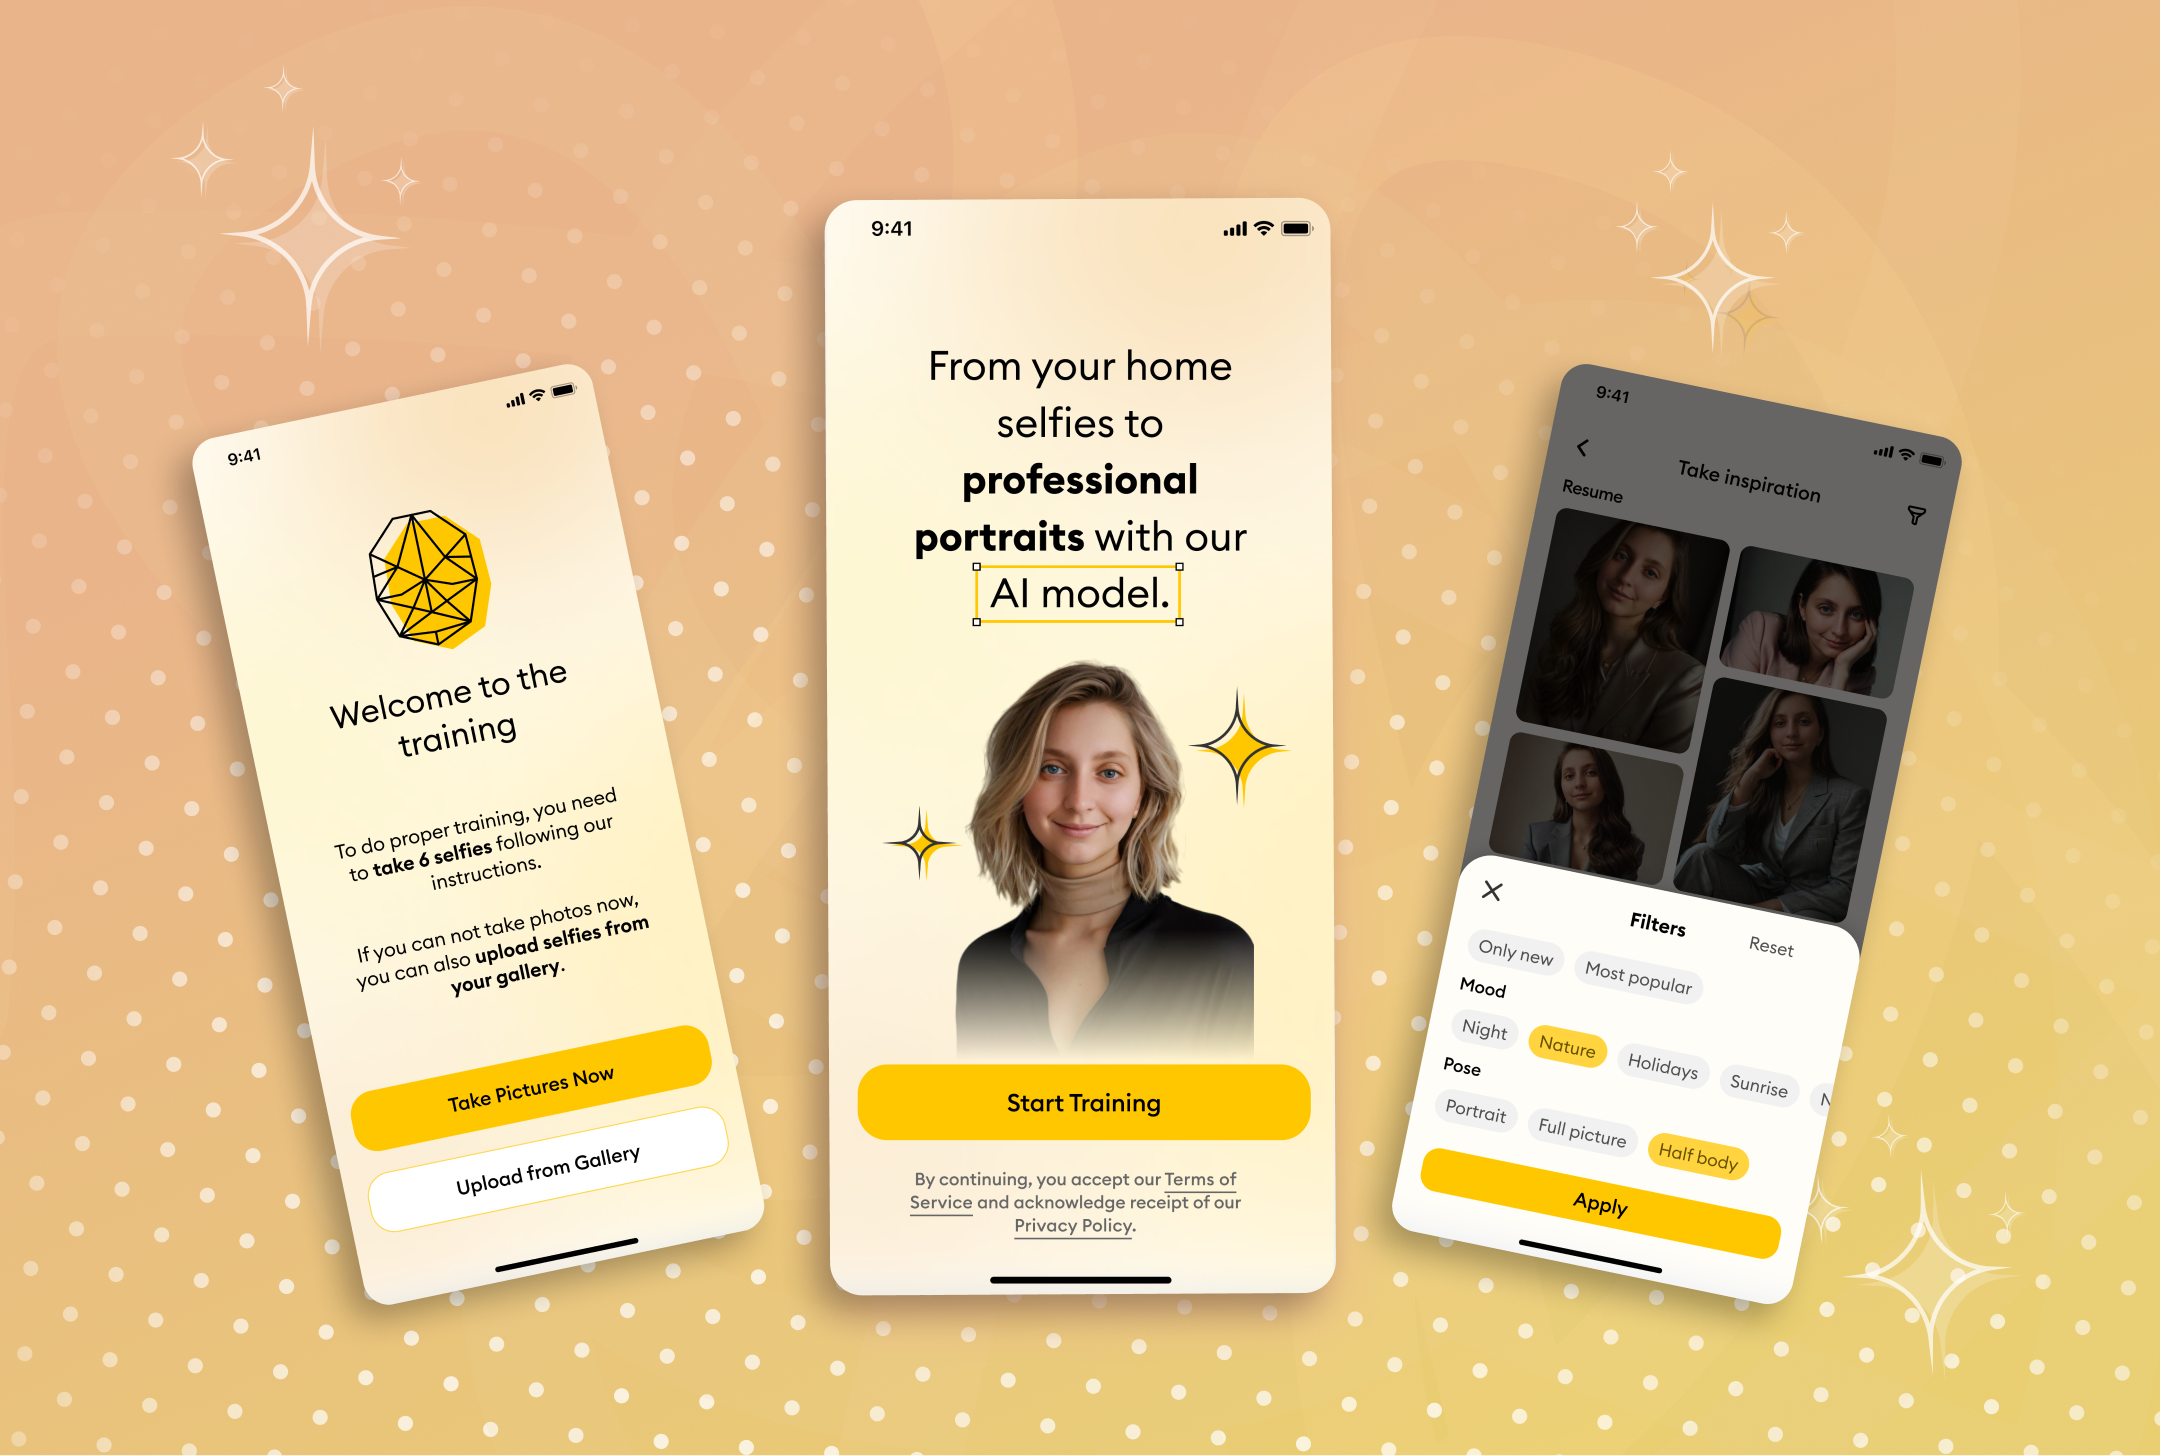 9:41
Welcome to the
training
To do proper training, you need
to take 6 selfies following our
instructions.
If you can not take photos now,
you can also upload selfies from
your gallery.
Take Pictures Now
Upload from Gallery
9:41
From your home
selfies to
professional
portraits with our
AI model.
Start Training
By continuing, you accept our Terms of
Service and acknowledge receipt of our
Privacy Policy.
9:41
Take inspiration
Resume
Filters
Reset
Only new
Most popular
Mood
Night
Nature
Holidays
Sunrise
N
Pose
Portrait
Full picture
Half body
Apply